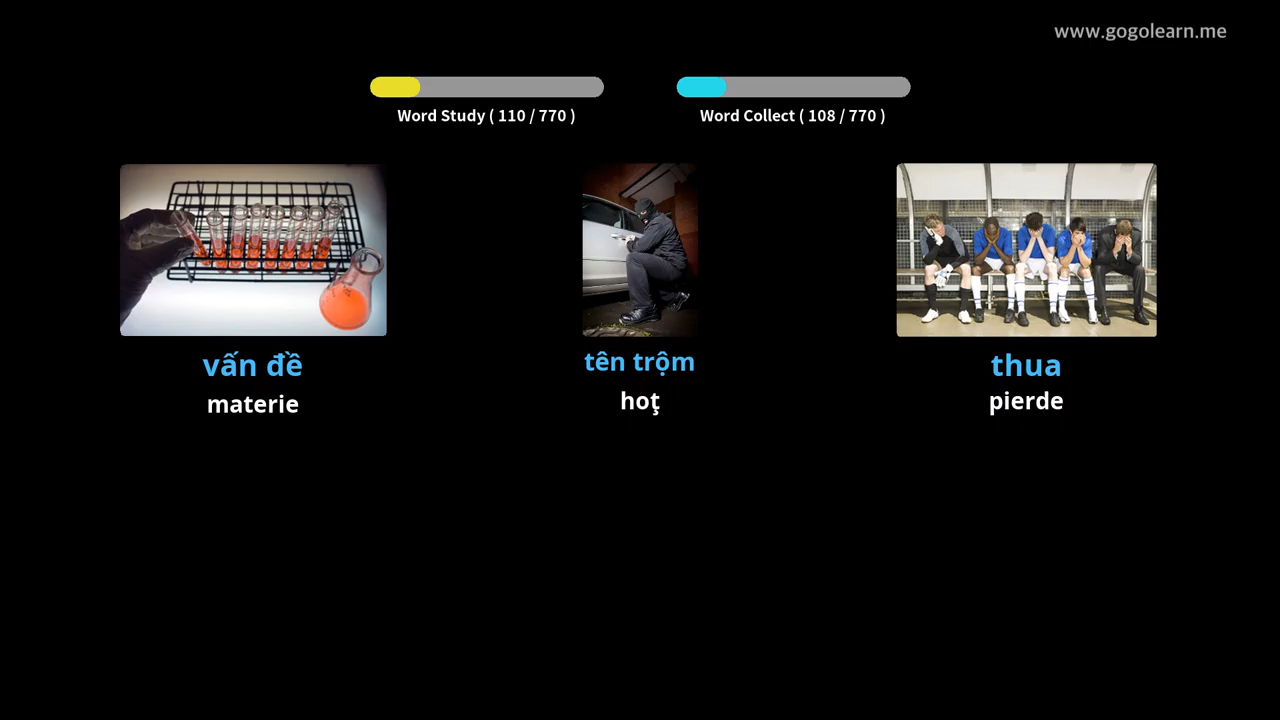 www.gogolearn.me
Word Study ( 110 / 770 )
Word Collect ( 108 / 770 )
vấn đề
materie
tên trộm
hoţ
thua
pierde